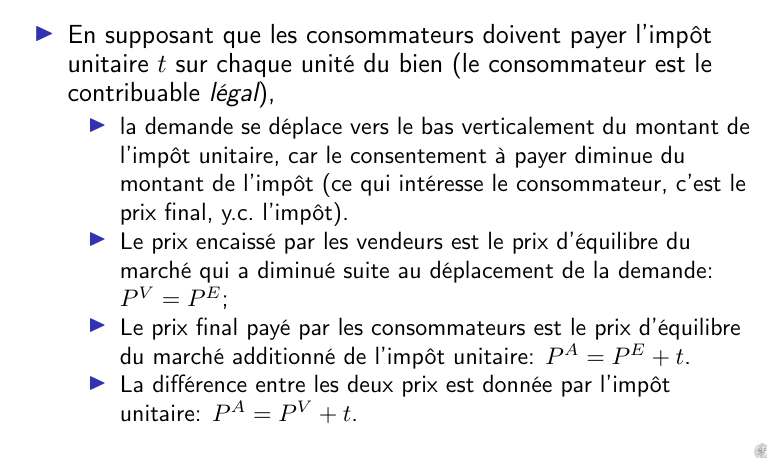 ▶ En supposant que les consommateurs doivent payer l'impôt
unitaire t sur chaque unité du bien (le consommateur est le
contribuable légal),
▶ la demande se déplace vers le bas verticalement du montant de
l'impôt unitaire, car le consentement à payer diminue du
montant de l'impôt (ce qui intéresse le consommateur, c'est le
prix final, y.c. l'impôt).
▶ Le prix encaissé par les vendeurs est le prix d'équilibre du
marché qui a diminué suite au déplacement de la demande:
P^V = P^E;
▶ Le prix final payé par les consommateurs est le prix d'équilibre
du marché additionné de l'impôt unitaire: P^A = P^E + t.
▶ La différence entre les deux prix est donnée par l'impôt
unitaire: P^A = P^V + t.